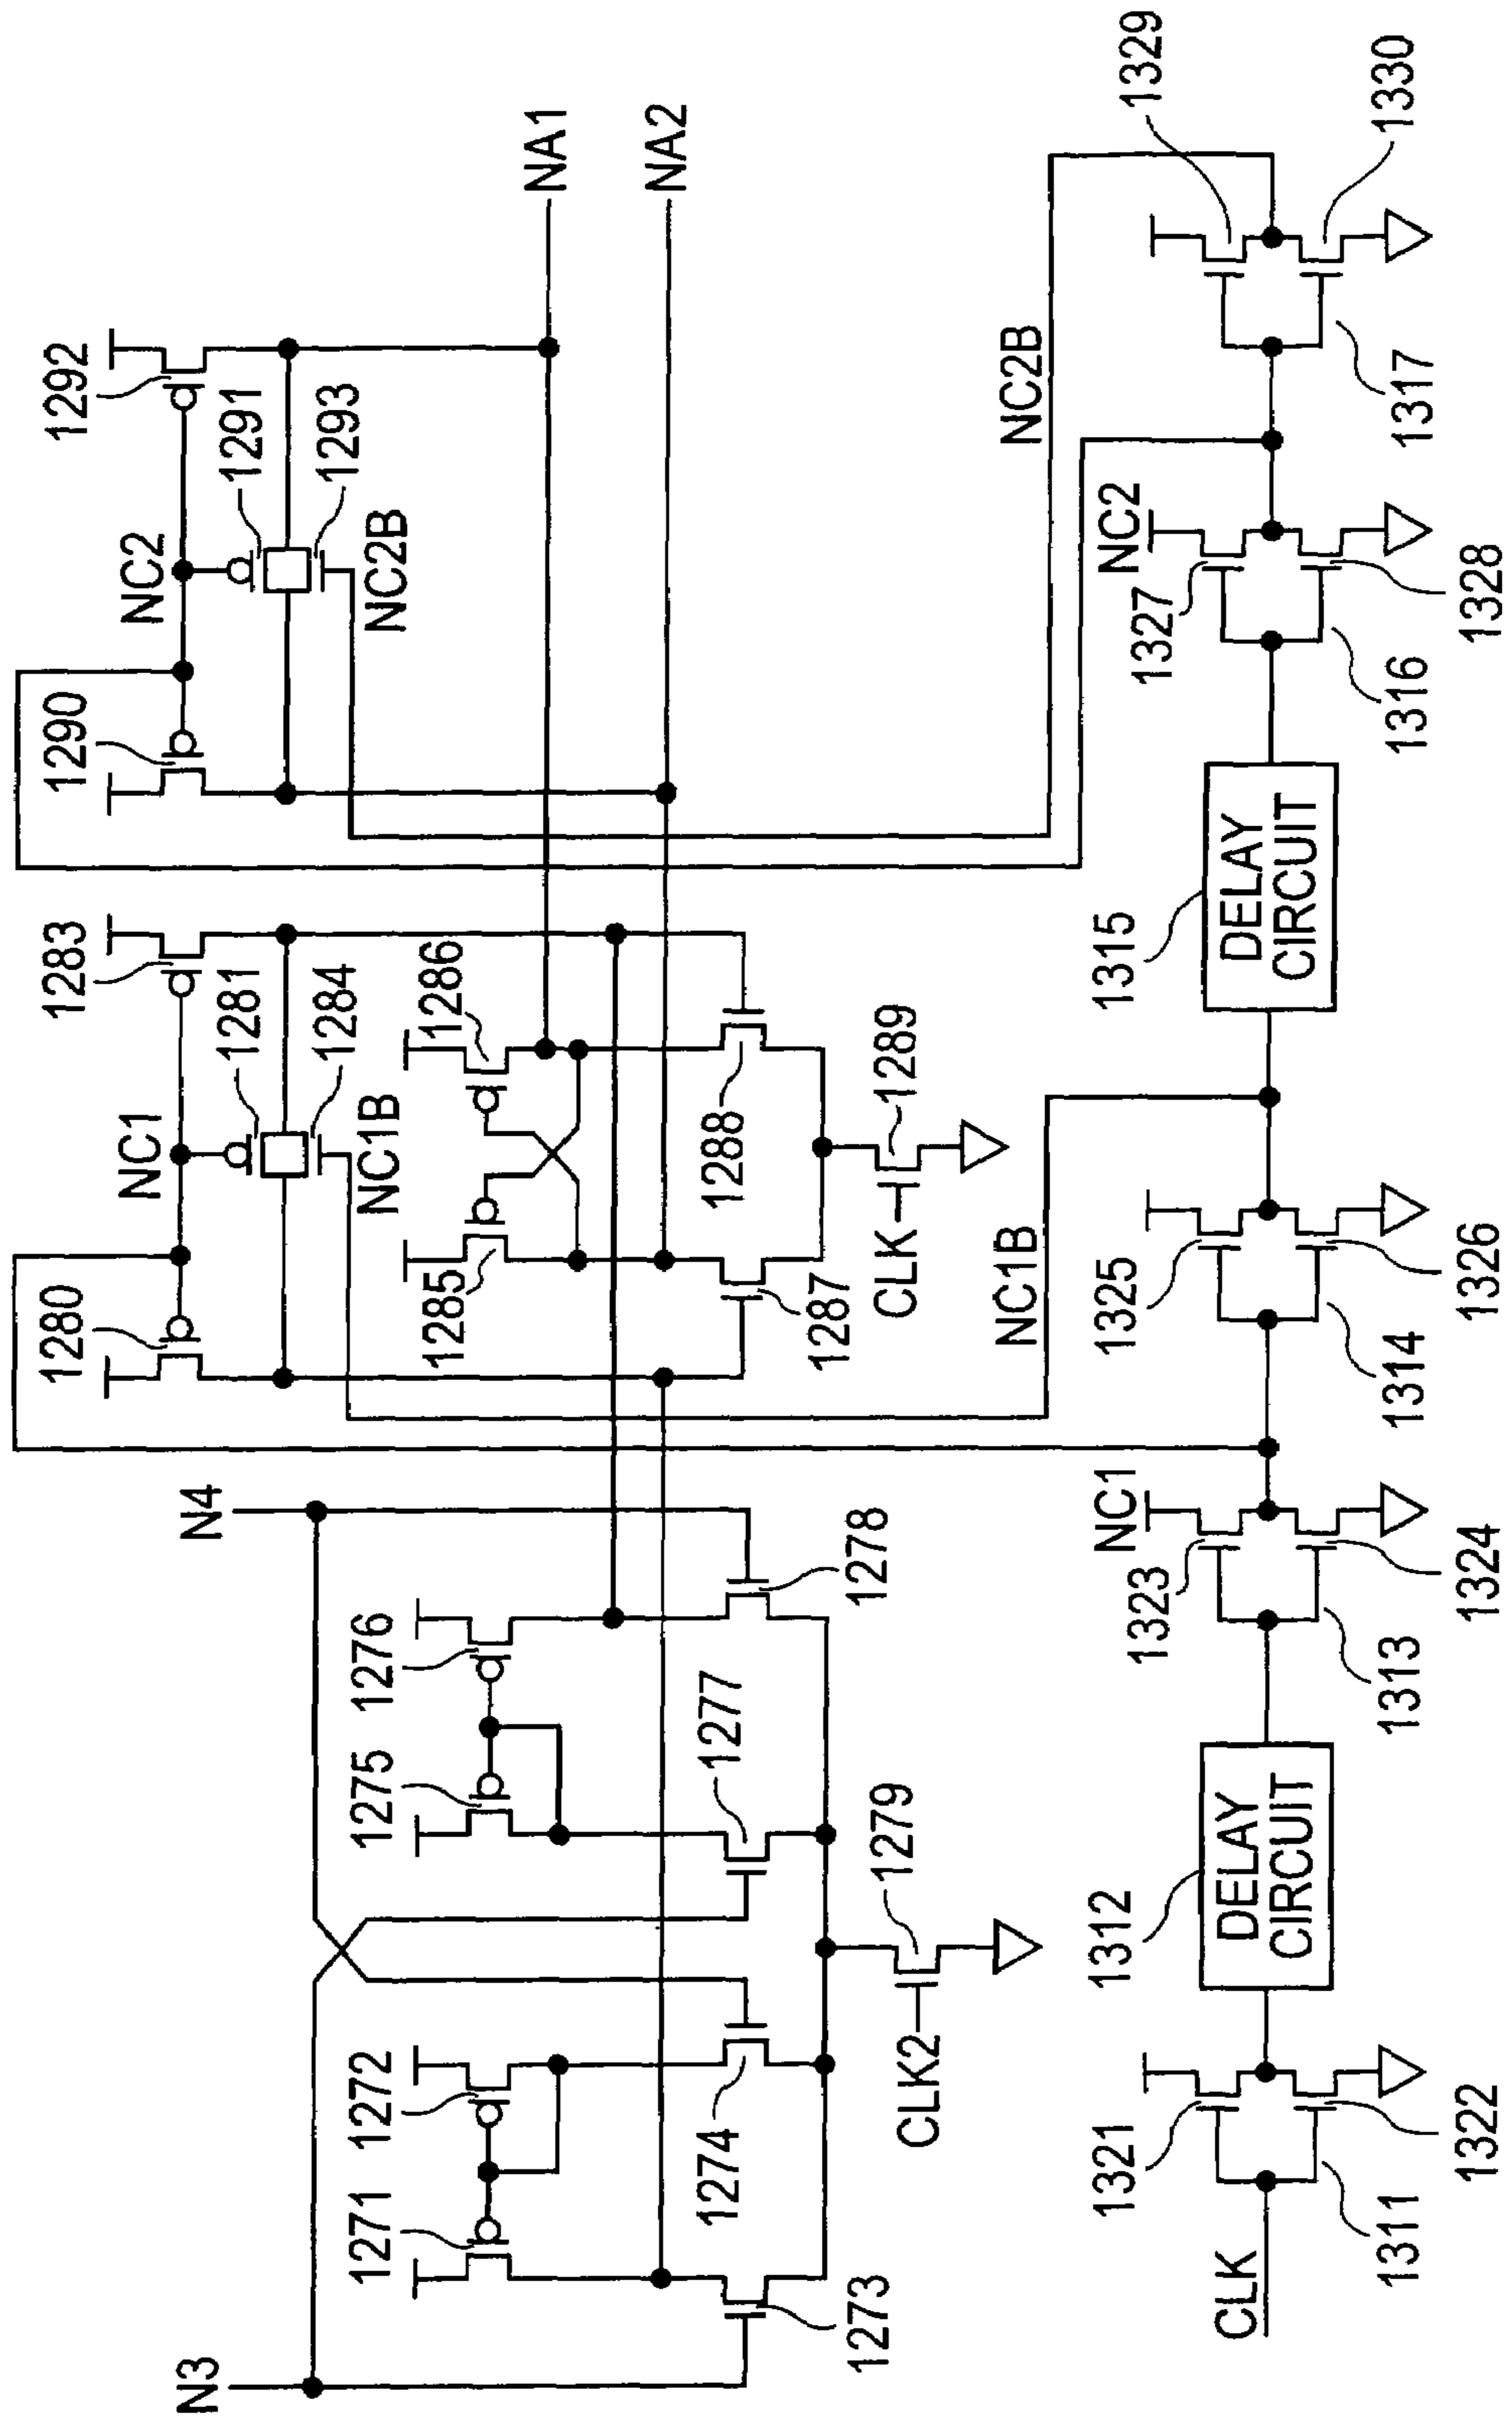 N3
N4
1271
1272
1275
1276
1274
1277
1273
1278
CLK2
1279
1280
NC1
1283
1281
1284
NC1B
1285
1286
1287
1288
CLK
1289
1290
NC2
1292
1291
1293
NC2B
NA1
NA2
CLK
1321
1311
1322
1312
DELAY
CIRCUIT
1323
NC1
1313
1324
NC1B
1325
1314
1326
1315
DELAY
CIRCUIT
1327
NC2
1316
1328
NC2B
1329
1317
1330